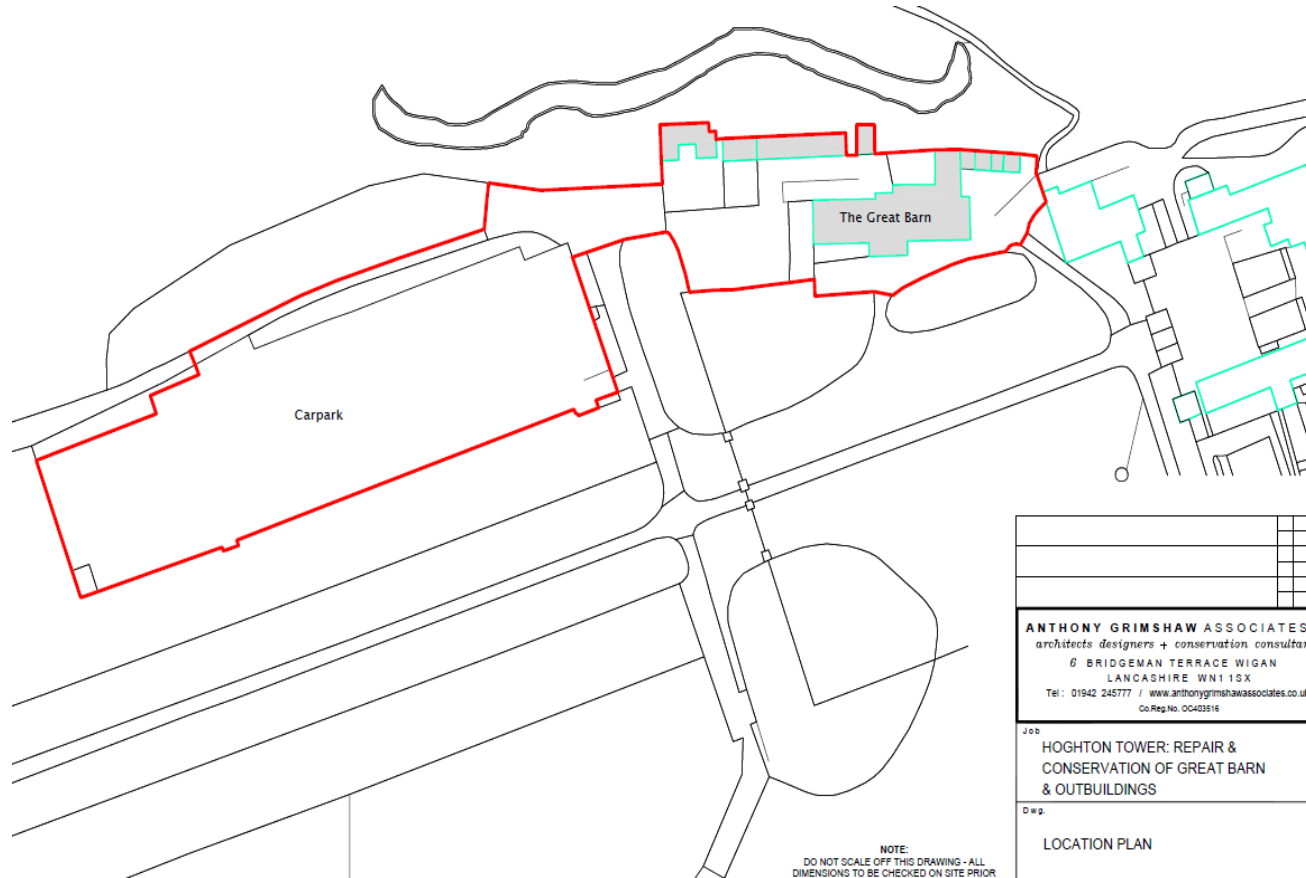 The Great Barn
Carpark
ANTHONY GRIMSHAW ASSOCIATES
architects designers + conservation consultan
6 BRIDGEMAN TERRACE WIGAN
LANCASHIRE WN1 1SX
Tel : 01942 245777 / www.anthonygrimshawassociates.co.uk
Co.Reg.No. OC403516
Job
HOGHTON TOWER: REPAIR &
CONSERVATION OF GREAT BARN
& OUTBUILDINGS
Dwg.
LOCATION PLAN
NOTE:
DO NOT SCALE OFF THIS DRAWING - ALL
DIMENSIONS TO BE CHECKED ON SITE PRIOR